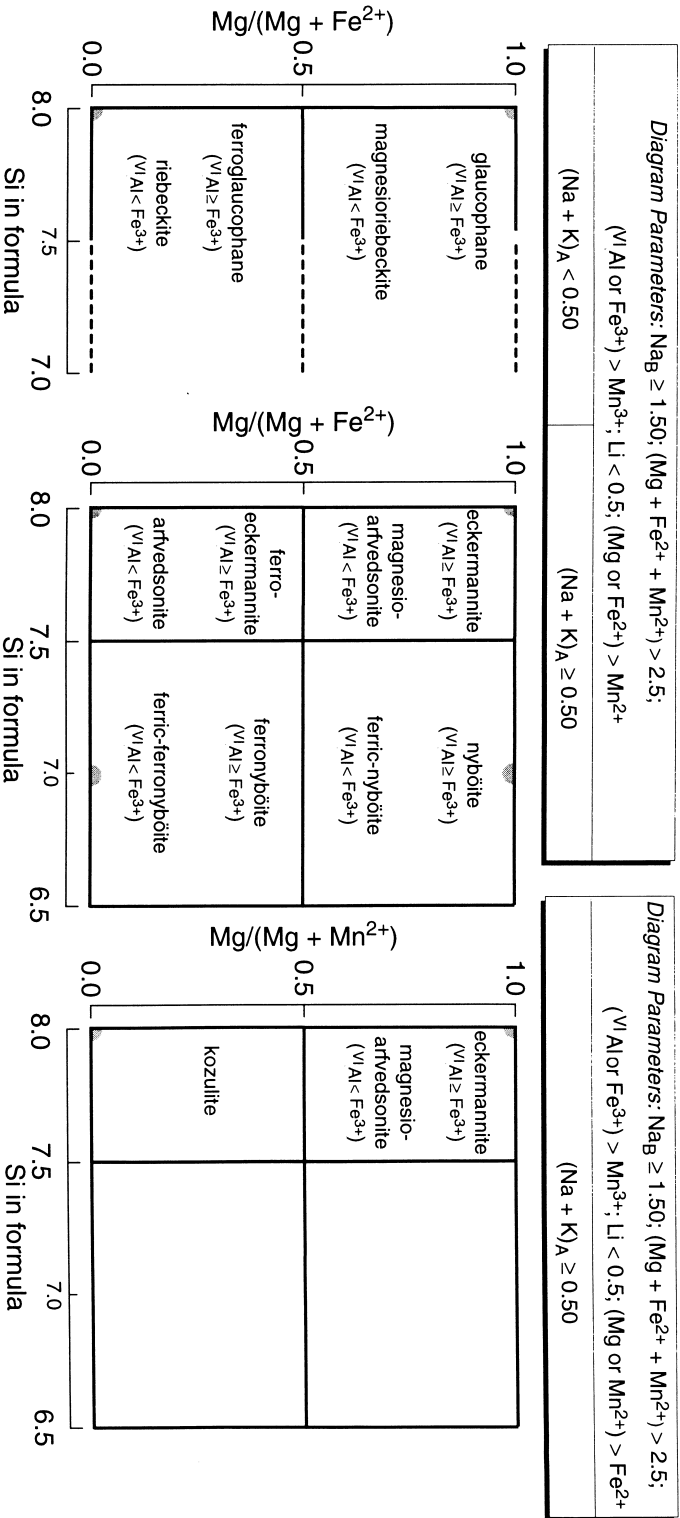 Diagram Parameters: Na_B ≥ 1.50; (Mg + Fe²⁺ + Mn²⁺) > 2.5;
(ⱽᴵAl or Fe³⁺) > Mn³⁺; Li < 0.5; (Mg or Fe²⁺) > Mn²⁺
(Na + K)_A < 0.50
(Na + K)_A ≥ 0.50
Mg/(Mg + Fe²⁺)
1.0
0.5
0.0
glaucophane
(ⱽᴵAl ≥ Fe³⁺)
magnesioriebeckite
(ⱽᴵAl < Fe³⁺)
ferroglaucophane
(ⱽᴵAl ≥ Fe³⁺)
riebeckite
(ⱽᴵAl < Fe³⁺)
8.0
7.5
7.0
Si in formula
Mg/(Mg + Fe²⁺)
1.0
0.5
0.0
eckermannite
(ⱽᴵAl ≥ Fe³⁺)
magnesio-
arfvedsonite
(ⱽᴵAl < Fe³⁺)
ferro-
eckermannite
(ⱽᴵAl ≥ Fe³⁺)
arfvedsonite
(ⱽᴵAl < Fe³⁺)
nyböite
(ⱽᴵAl ≥ Fe³⁺)
ferric-nyböite
(ⱽᴵAl < Fe³⁺)
ferronyböite
(ⱽᴵAl ≥ Fe³⁺)
ferric-ferronyböite
(ⱽᴵAl < Fe³⁺)
8.0
7.5
7.0
6.5
Si in formula
Diagram Parameters: Na_B ≥ 1.50; (Mg + Fe²⁺ + Mn²⁺) > 2.5;
(ⱽᴵAl or Fe³⁺) > Mn³⁺; Li < 0.5; (Mg or Mn²⁺) > Fe²⁺
(Na + K)_A ≥ 0.50
Mg/(Mg + Mn²⁺)
1.0
0.5
0.0
eckermannite
(ⱽᴵAl ≥ Fe³⁺)
magnesio-
arfvedsonite
(ⱽᴵAl < Fe³⁺)
kozulite
8.0
7.5
7.0
6.5
Si in formula